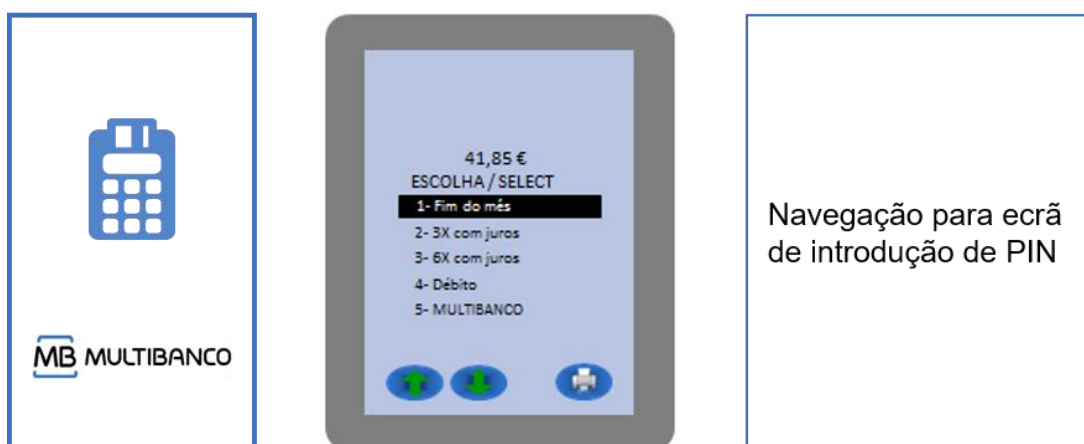 MB MULTIBANCO
41,85 €
ESCOLHA / SELECT
1- Fim do mês
2- 3X com juros
3- 6X com juros
4- Débito
5- MULTIBANCO
Navegação para ecrã
de introdução de PIN